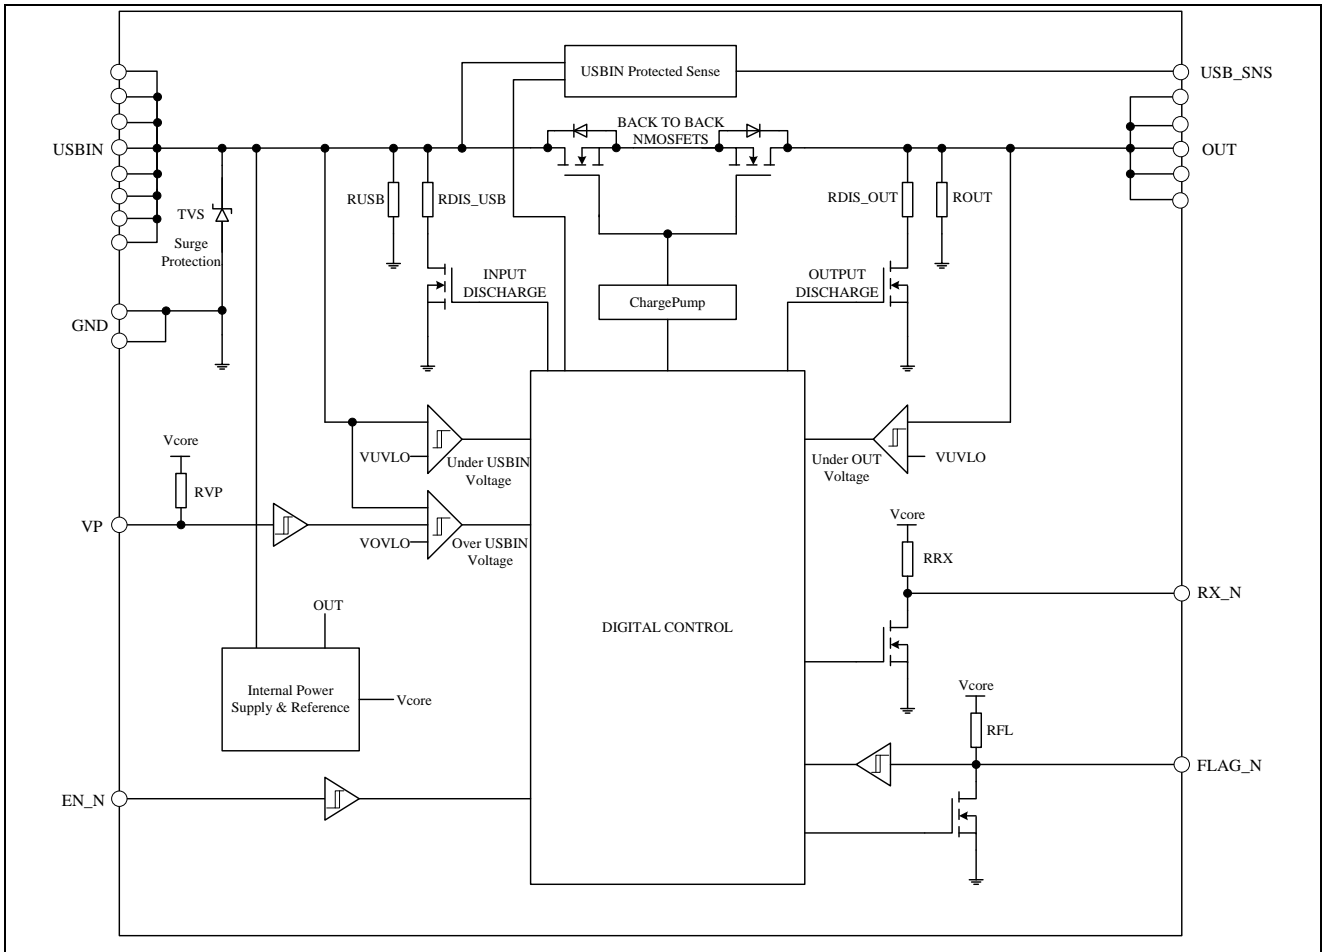 USBIN Protected Sense
USB_SNS
BACK TO BACK
NMOSFETS
USBIN
OUT
TVS
Surge
Protection
RUSB
RDIS_USB
RDIS_OUT
ROUT
INPUT
DISCHARGE
OUTPUT
DISCHARGE
ChargePump
GND
Vcore
RVP
VP
VUVLO
Under USBIN
Voltage
VOVLO
Over USBIN
Voltage
Under OUT
Voltage
VUVLO
Vcore
RRX
RX_N
DIGITAL CONTROL
OUT
Internal Power
Supply & Reference
Vcore
Vcore
RFL
FLAG_N
EN_N